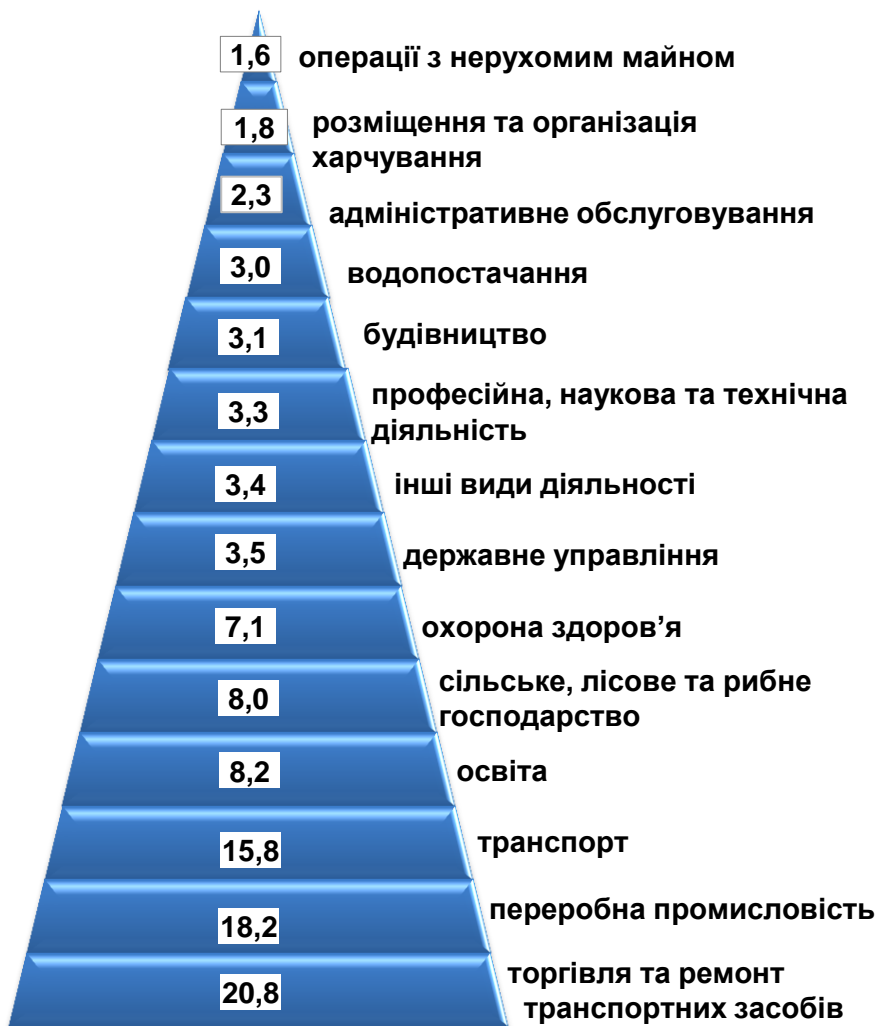 1,6 операції з нерухомим майном
1,8 розміщення та організація
харчування
2,3 адміністративне обслуговування
3,0 водопостачання
3,1 будівництво
3,3 професійна, наукова та технічна
діяльність
3,4 інші види діяльності
3,5 державне управління
7,1 охорона здоров’я
8,0 сільське, лісове та рибне
господарство
8,2 освіта
15,8 транспорт
18,2 переробна промисловість
20,8 торгівля та ремонт
транспортних засобів